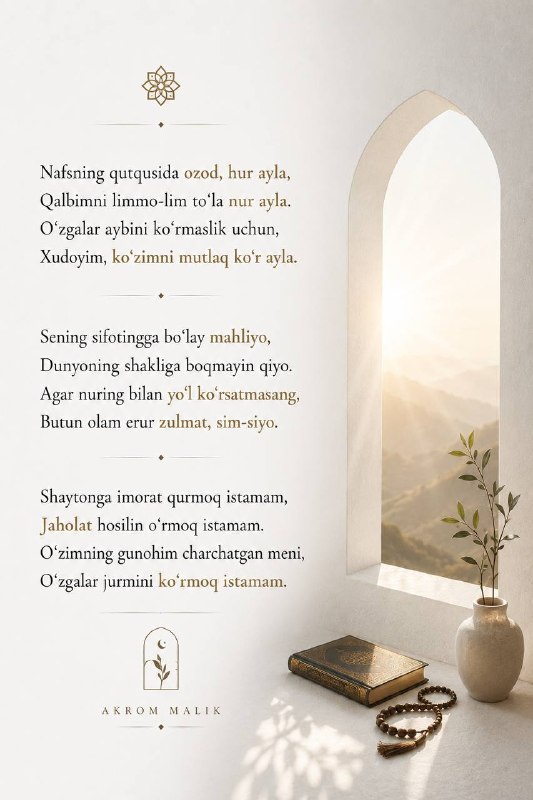 Nafsning qutqusida ozod, hur ayla,
Qalbimni limmo-lim to‘la nur ayla.
O‘zgalar aybini ko‘rmaslik uchun,
Xudoyim, ko‘zimni mutlaq ko‘r ayla.
Sening sifotingga bo‘lay mahliyo,
Dunyoning shakliga boqmayin qiyo.
Agar nuring bilan yo‘l ko‘rsatmasang,
Butun olam erur zulmat, sim-siyo.
Shaytonga imorat qurmoq istamam,
Jaholat hosilin o‘rmoq istamam.
O‘zimning gunohim charchatgan meni,
O‘zgalar jurmini ko‘rmoq istamam.
AKROM MALIK